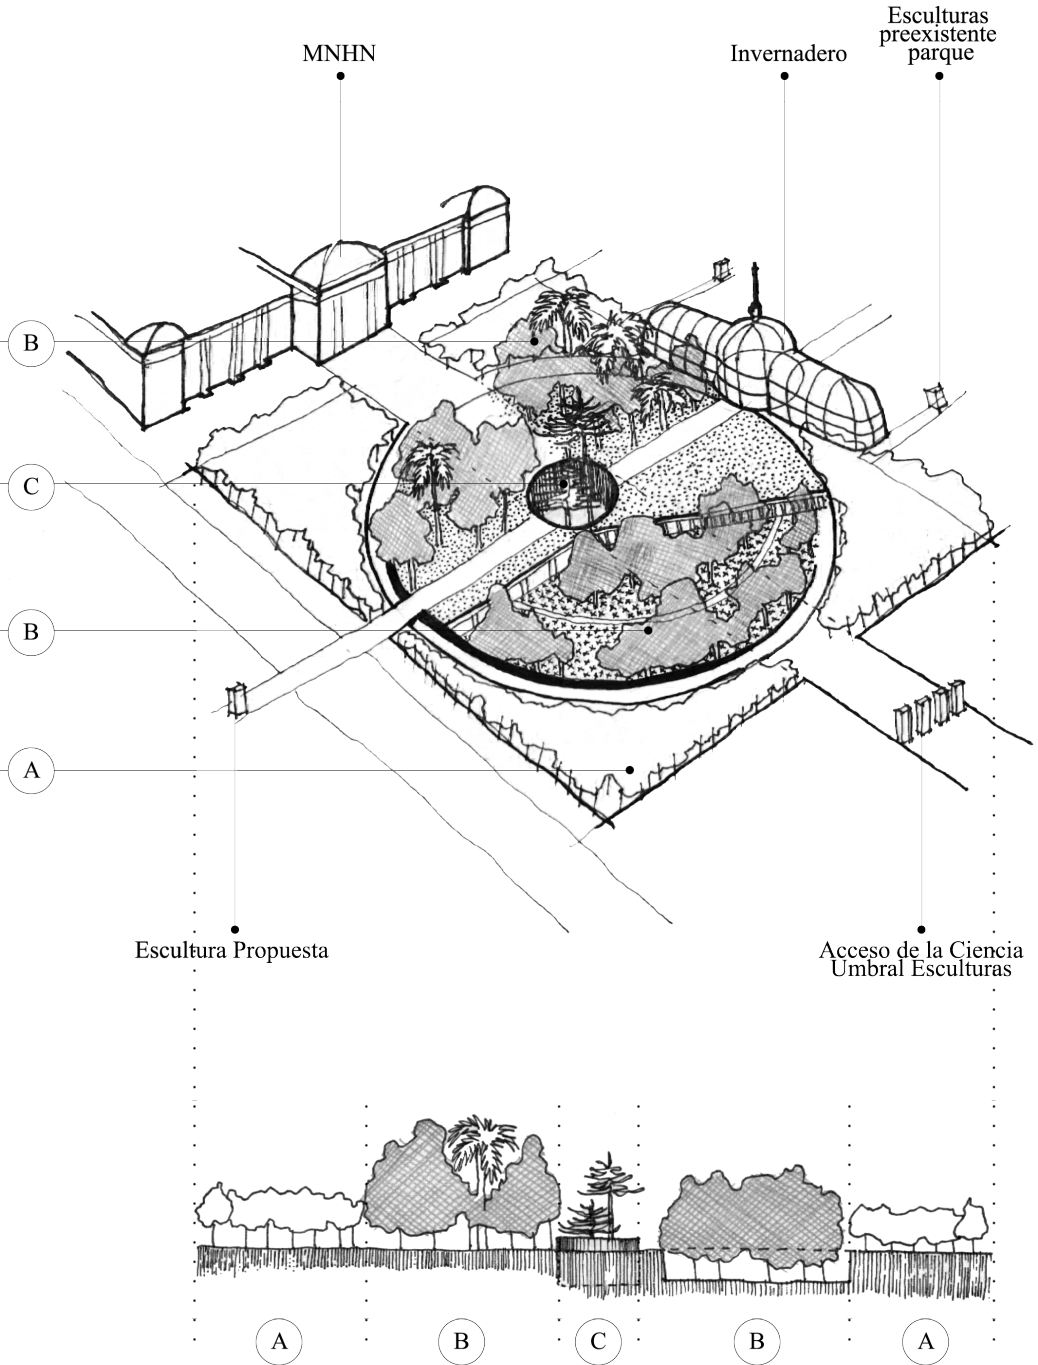 Esculturas
preexistente
parque
MNHN
Invernadero
B
C
B
A
Escultura Propuesta
Acceso de la Ciencia
Umbral Esculturas
A
B
C
B
A